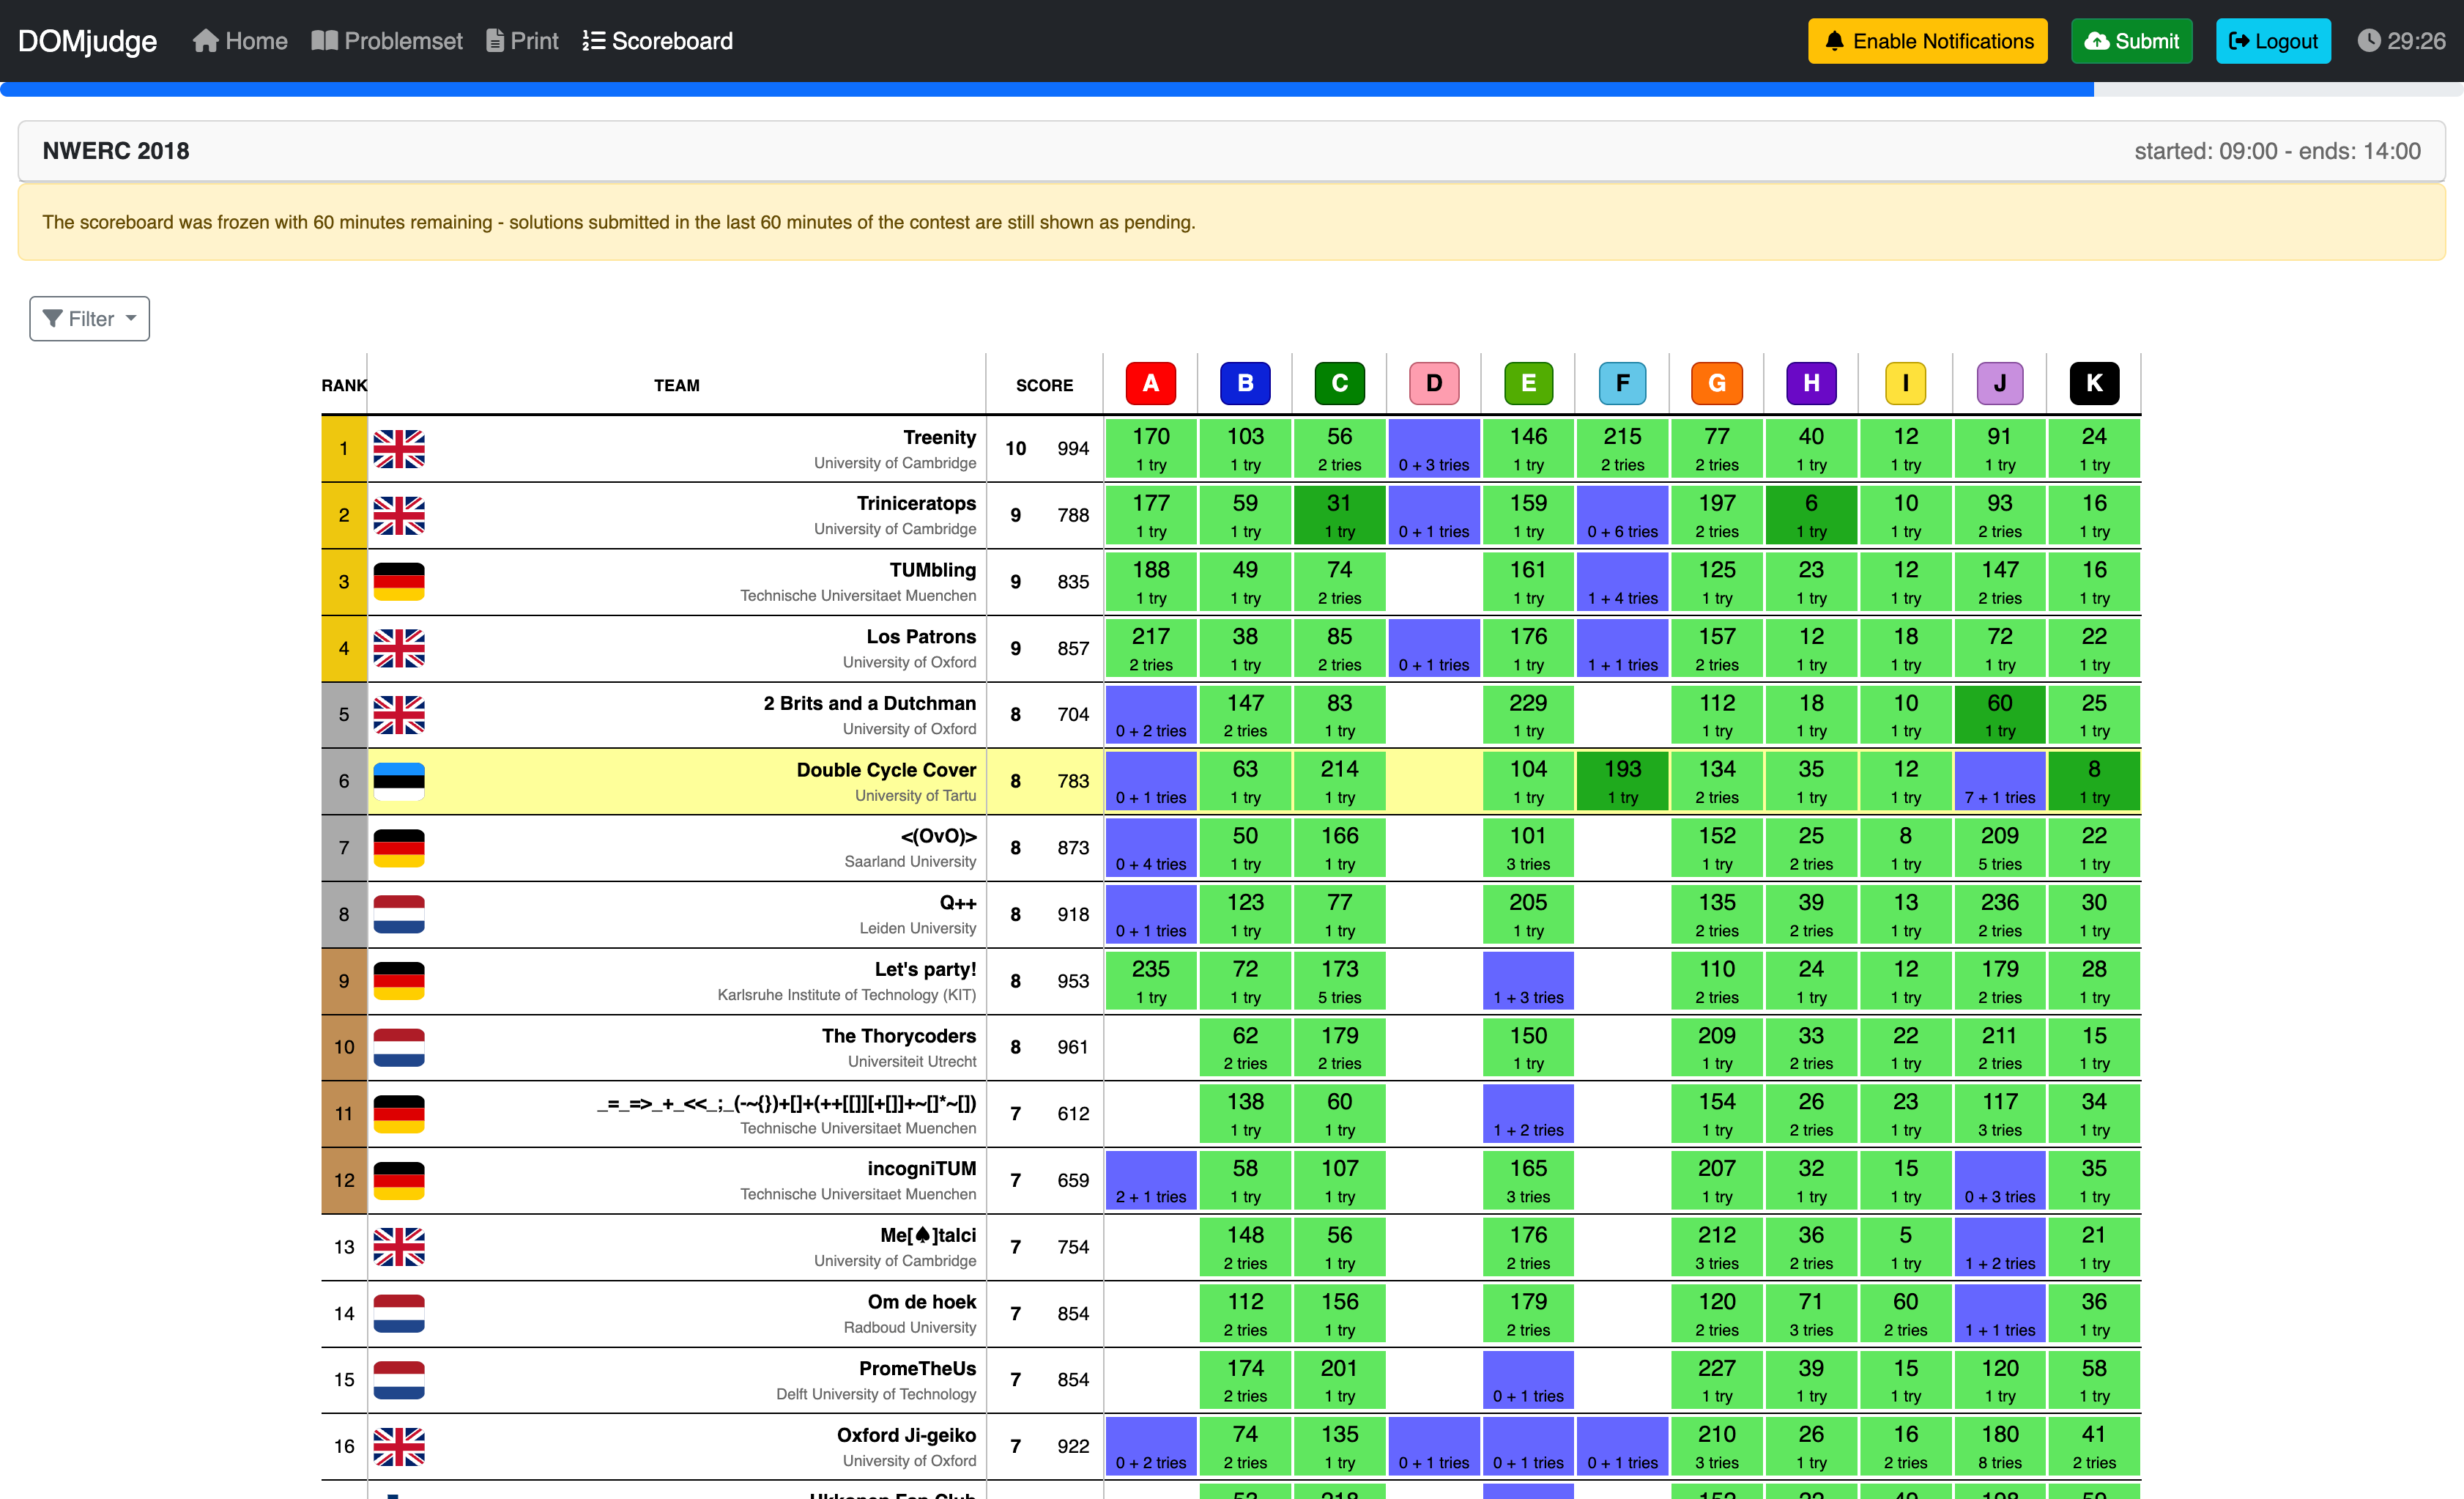 DOMjudge Home Problemset Print Scoreboard Enable Notifications Submit Logout 29:26
NWERC 2018 started: 09:00 - ends: 14:00
The scoreboard was frozen with 60 minutes remaining - solutions submitted in the last 60 minutes of the contest are still shown as pending.
Filter
RANK TEAM SCORE A B C D E F G H I J K
1 Treenity 10 994 170 103 56 146 215 77 40 12 91 24
University of Cambridge 1 try 1 try 2 tries 0 + 3 tries 1 try 2 tries 2 tries 1 try 1 try 1 try 1 try
2 Triniceratops 9 788 177 59 31 159 197 6 10 93 16
University of Cambridge 1 try 1 try 1 try 0 + 1 tries 1 try 0 + 6 tries 2 tries 1 try 1 try 2 tries 1 try
3 TUMbling 9 835 188 49 74 161 125 23 12 147 16
Technische Universitaet Muenchen 1 try 1 try 2 tries 1 try 1 + 4 tries 1 try 1 try 1 try 2 tries 1 try
4 Los Patrons 9 857 217 38 85 176 157 12 18 72 22
University of Oxford 2 tries 1 try 2 tries 0 + 1 tries 1 try 1 + 1 tries 2 tries 1 try 1 try 1 try 1 try
5 2 Brits and a Dutchman 8 704 147 83 229 112 18 10 60 25
University of Oxford 0 + 2 tries 2 tries 1 try 1 try 1 try 1 try 1 try 1 try 1 try
6 Double Cycle Cover 8 783 63 214 104 193 134 35 12 8
University of Tartu 0 + 1 tries 1 try 1 try 1 try 1 try 2 tries 1 try 1 try 7 + 1 tries 1 try
7 <(OvO)> 8 873 50 166 101 152 25 8 209 22
Saarland University 0 + 4 tries 1 try 1 try 3 tries 1 try 2 tries 1 try 5 tries 1 try
8 Q++ 8 918 123 77 205 135 39 13 236 30
Leiden University 0 + 1 tries 1 try 1 try 1 try 2 tries 2 tries 1 try 2 tries 1 try
9 Let's party! 8 953 235 72 173 110 24 12 179 28
Karlsruhe Institute of Technology (KIT) 1 try 1 try 5 tries 1 + 3 tries 2 tries 1 try 1 try 2 tries 1 try
10 The Thorycoders 8 961 62 179 150 209 33 22 211 15
Universiteit Utrecht 2 tries 2 tries 1 try 1 try 2 tries 1 try 2 tries 1 try
11 _=_=>_+_<<_;_(-~{})+[]+(++[[]][+[]]+~[]*~[]) 7 612 138 60 154 26 23 117 34
Technische Universitaet Muenchen 1 try 1 try 1 + 2 tries 1 try 2 tries 1 try 3 tries 1 try
12 incogniTUM 7 659 58 107 165 207 32 15 35
Technische Universitaet Muenchen 2 + 1 tries 1 try 1 try 3 tries 1 try 1 try 1 try 0 + 3 tries 1 try
13 Me[♠]talci 7 754 148 56 176 212 36 5 21
University of Cambridge 2 tries 1 try 2 tries 3 tries 2 tries 1 try 1 + 2 tries 1 try
14 Om de hoek 7 854 112 156 179 120 71 60 36
Radboud University 2 tries 1 try 2 tries 2 tries 3 tries 2 tries 1 + 1 tries 1 try
15 PromeTheUs 7 854 174 201 227 39 15 120 58
Delft University of Technology 2 tries 1 try 0 + 1 tries 1 try 1 try 1 try 1 try 1 try
16 Oxford Ji-geiko 7 922 74 135 210 26 16 180 41
University of Oxford 0 + 2 tries 2 tries 1 try 0 + 1 tries 0 + 1 tries 0 + 1 tries 3 tries 1 try 2 tries 8 tries 2 tries